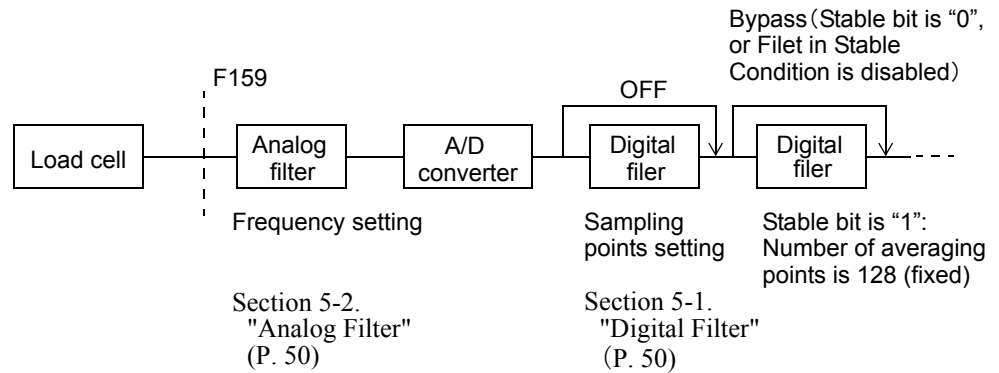 Bypass（Stable bit is “0”,
or Filet in Stable
Condition is disabled）
F159
OFF
Load cell
Analog
filter
A/D
converter
Digital
filer
Digital
filer
Frequency setting
Sampling
points setting
Stable bit is “1”:
Number of averaging
points is 128 (fixed)
Section 5-2.
"Analog Filter"
(P. 50)
Section 5-1.
"Digital Filter"
（P. 50)